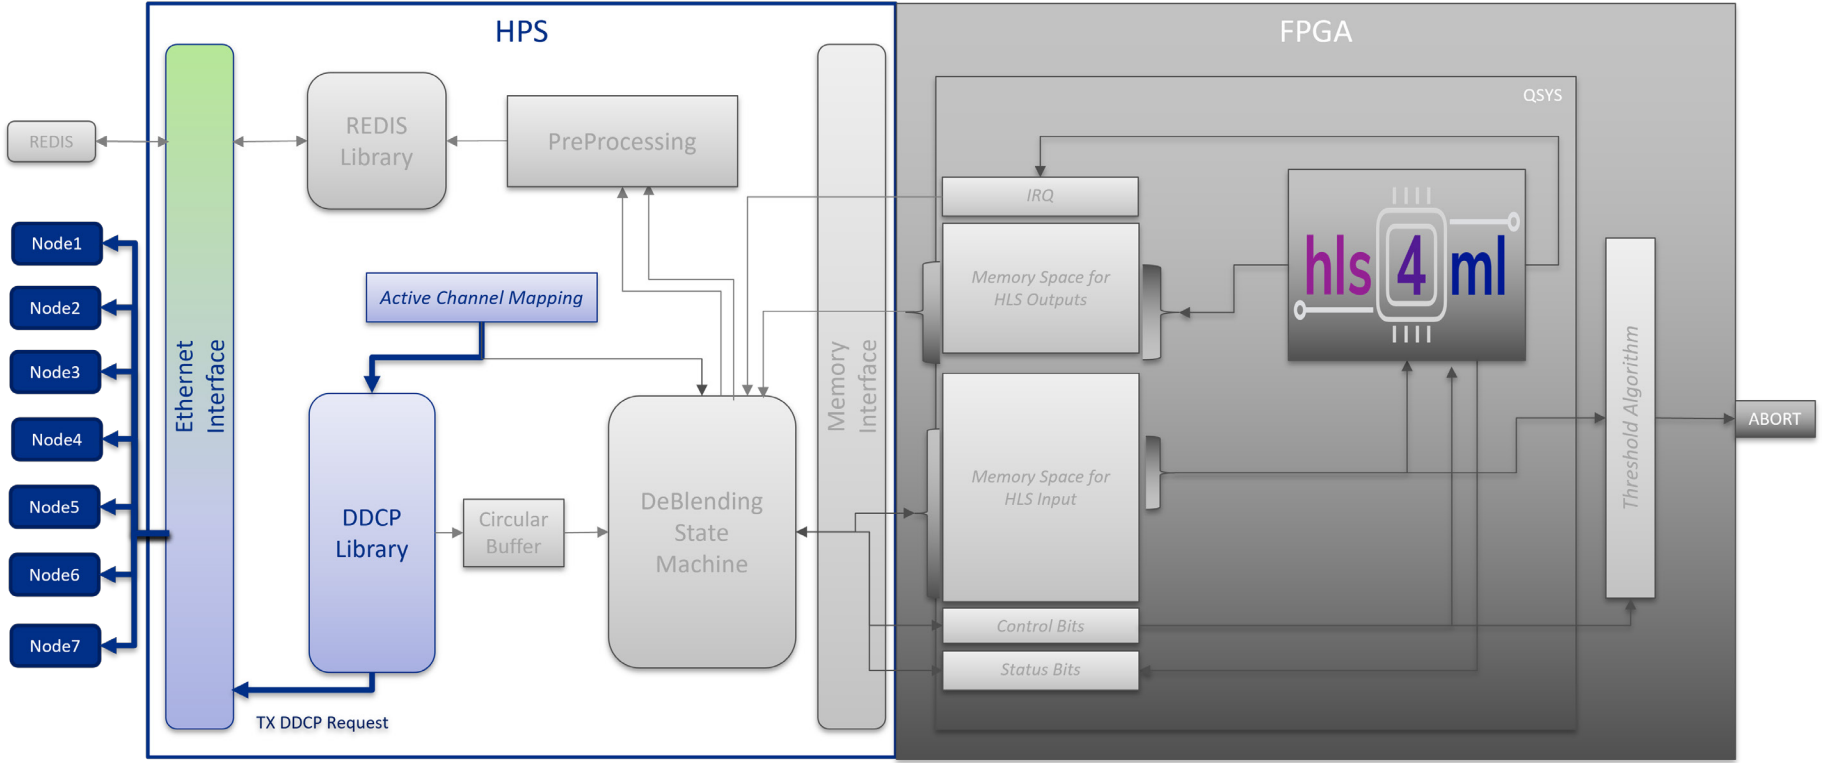 HPS
FPGA
QSYS
REDIS
REDIS
Library
PreProcessing
IRQ
Node1
Node2
Node3
Node4
Node5
Node6
Node7
Ethernet
Interface
Active Channel Mapping
Memory
Interface
Memory Space for
HLS Outputs
hls 4 ml
Threshold Algorithm
ABORT
DDCP
Library
Circular
Buffer
DeBlending
State
Machine
Memory Space for
HLS Input
Control Bits
Status Bits
TX DDCP Request